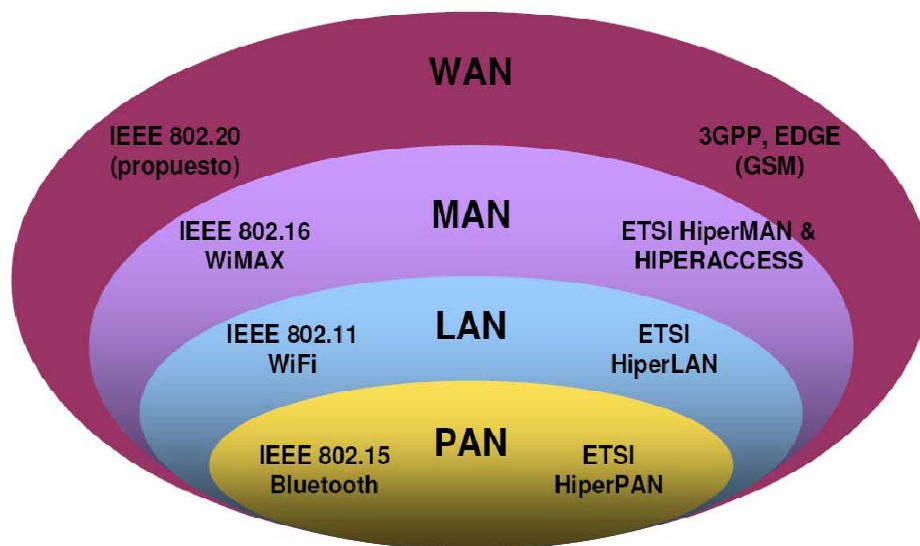 WAN
IEEE 802.20
(propuesto)
3GPP, EDGE
(GSM)
MAN
IEEE 802.16
WiMAX
ETSI HiperMAN &
HIPERACCESS
LAN
IEEE 802.11
WiFi
ETSI
HiperLAN
PAN
IEEE 802.15
Bluetooth
ETSI
HiperPAN